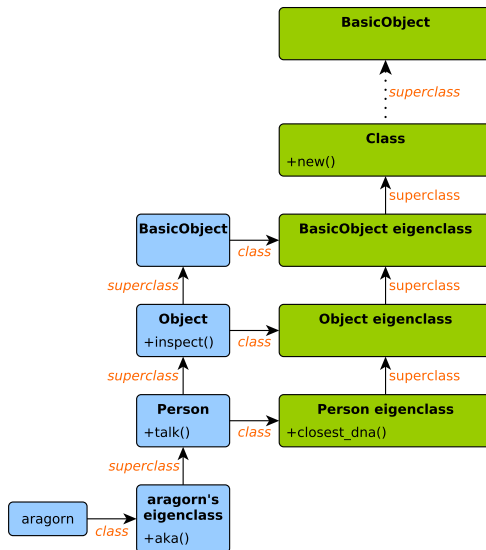 BasicObject
superclass
Class
+new()
superclass
BasicObject
class
BasicObject eigenclass
superclass
superclass
Object
+inspect()
class
Object eigenclass
superclass
superclass
Person
+talk()
class
Person eigenclass
+closest_dna()
superclass
aragorn
class
aragorn's
eigenclass
+aka()